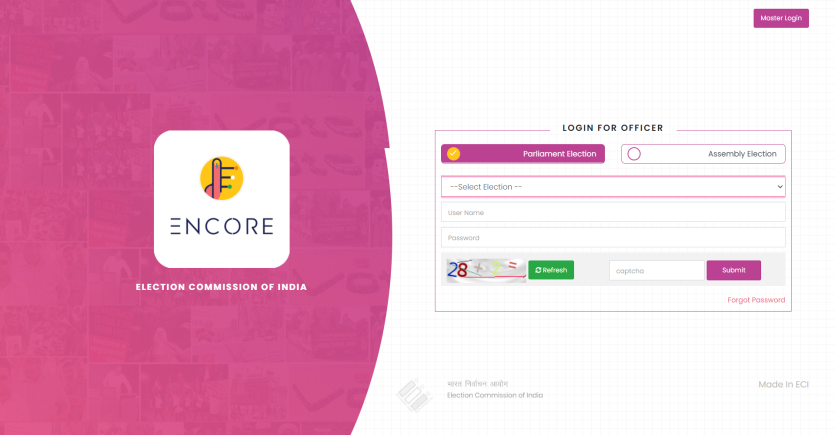 Master Login
ENCORE
ELECTION COMMISSION OF INDIA
LOGIN FOR OFFICER
Parliament Election
Assembly Election
--Select Election --
User Name
Password
28 + =
Refresh
captcha
Submit
Forgot Password
भारत निर्वाचन आयोग
Election Commission of India
Made In ECI